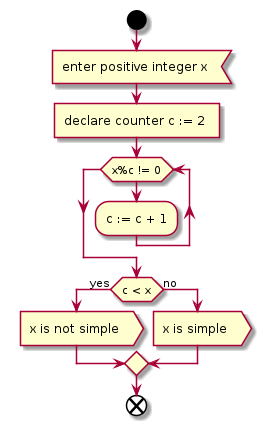 enter positive integer x
declare counter c := 2
x%c != 0
c := c + 1
yes
c < x
no
x is not simple
x is simple